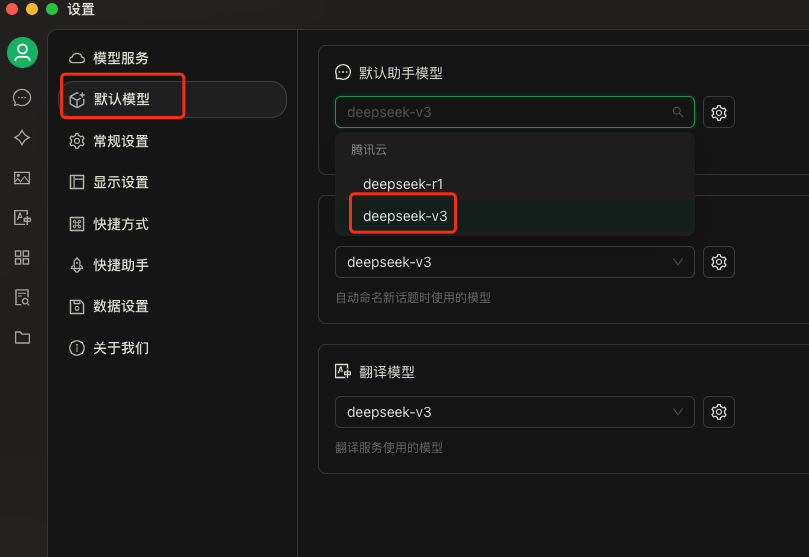 设置
模型服务
默认模型
常规设置
显示设置
快捷方式
快捷助手
数据设置
关于我们
默认助手模型
deepseek-v3
腾讯云
deepseek-r1
deepseek-v3
deepseek-v3
自动命名新话题时使用的模型
翻译模型
deepseek-v3
翻译服务使用的模型